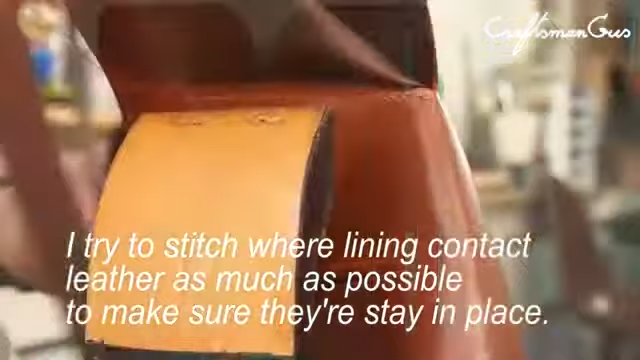 CraftsmanGus
I try to stitch where lining contact
leather as much as possible
to make sure they're stay in place.